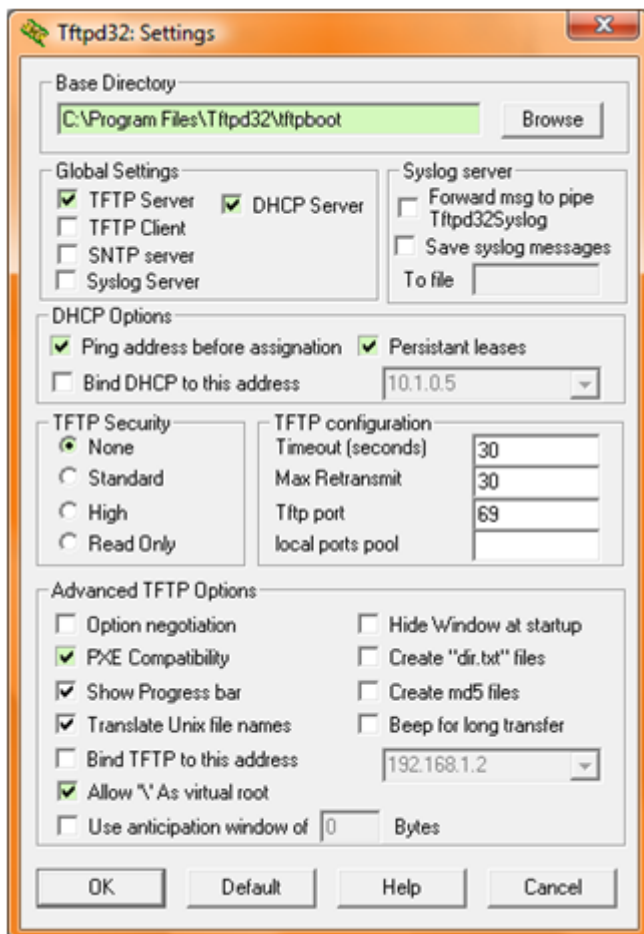 Tftpd32: Settings
Base Directory
C:\Program Files\Tftpd32\tftpboot
Browse
Global Settings
TFTP Server
DHCP Server
TFTP Client
SNTP server
Syslog Server
Syslog server
Forward msg to pipe
Tftpd32Syslog
Save syslog messages
To file
DHCP Options
Ping address before assignation
Persistant leases
Bind DHCP to this address
10.1.0.5
TFTP Security
None
Standard
High
Read Only
TFTP configuration
Timeout (seconds)
30
Max Retransmit
30
Tftp port
69
local ports pool
Advanced TFTP Options
Option negotiation
PXE Compatibility
Show Progress bar
Translate Unix file names
Bind TFTP to this address
Allow '\' As virtual root
Use anticipation window of
0
Bytes
Hide Window at startup
Create "dir.txt" files
Create md5 files
Beep for long transfer
192.168.1.2
OK
Default
Help
Cancel